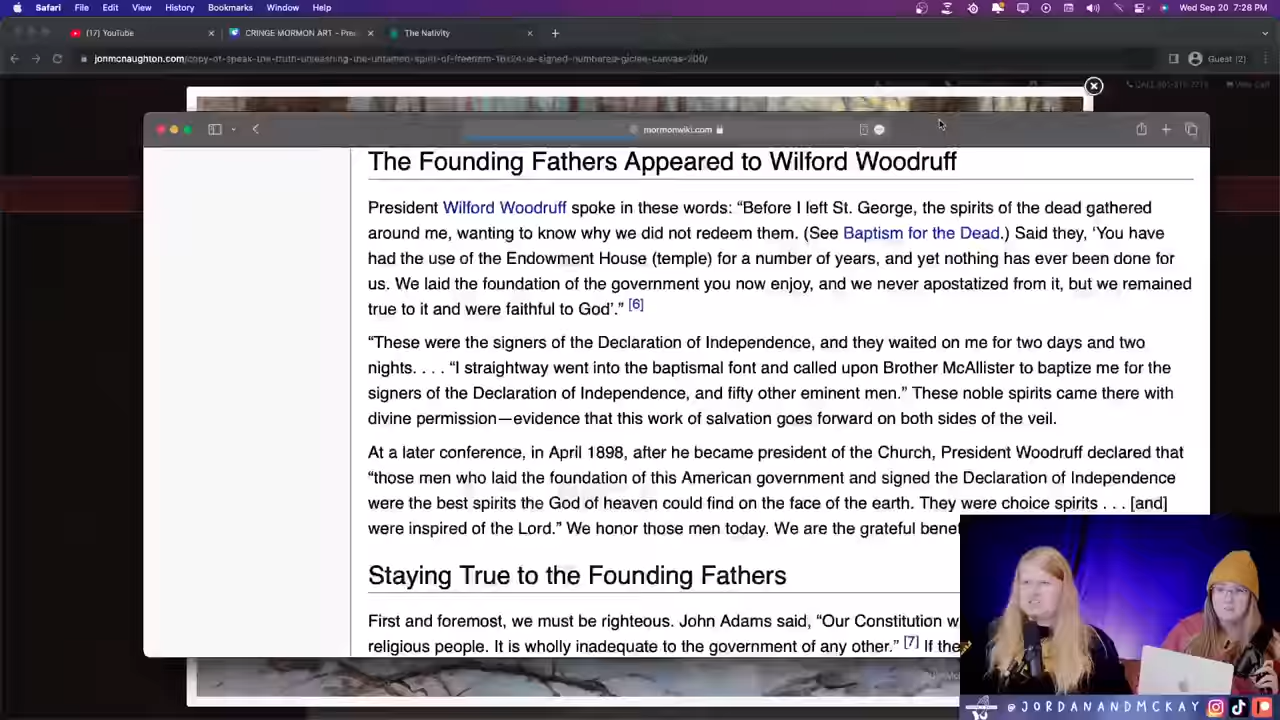 Safari File Edit View History Bookmarks Window Help
Wed Sep 20 7:28 PM
(17) YouTube
CRINGE MORMON ART - Pre
The Nativity
jonmcnaughton.com/copy-of-speak-the-truth-unleashing-the-untamed-spirit-of-freedom-16x24-le-signed-numbered-giclee-canvas-200/
Guest (2)
mormonwiki.com
The Founding Fathers Appeared to Wilford Woodruff
President Wilford Woodruff spoke in these words: “Before I left St. George, the spirits of the dead gathered
around me, wanting to know why we did not redeem them. (See Baptism for the Dead.) Said they, ‘You have
had the use of the Endowment House (temple) for a number of years, and yet nothing has ever been done for
us. We laid the foundation of the government you now enjoy, and we never apostatized from it, but we remained
true to it and were faithful to God’.” [6]
“These were the signers of the Declaration of Independence, and they waited on me for two days and two
nights. . . . “I straightway went into the baptismal font and called upon Brother McAllister to baptize me for the
signers of the Declaration of Independence, and fifty other eminent men.” These noble spirits came there with
divine permission—evidence that this work of salvation goes forward on both sides of the veil.
At a later conference, in April 1898, after he became president of the Church, President Woodruff declared that
“those men who laid the foundation of this American government and signed the Declaration of Independence
were the best spirits the God of heaven could find on the face of the earth. They were choice spirits . . . [and]
were inspired of the Lord.” We honor those men today. We are the grateful benef
Staying True to the Founding Fathers
First and foremost, we must be righteous. John Adams said, “Our Constitution w
religious people. It is wholly inadequate to the government of any other.” [7] If the
@JORDANANDMCKAY